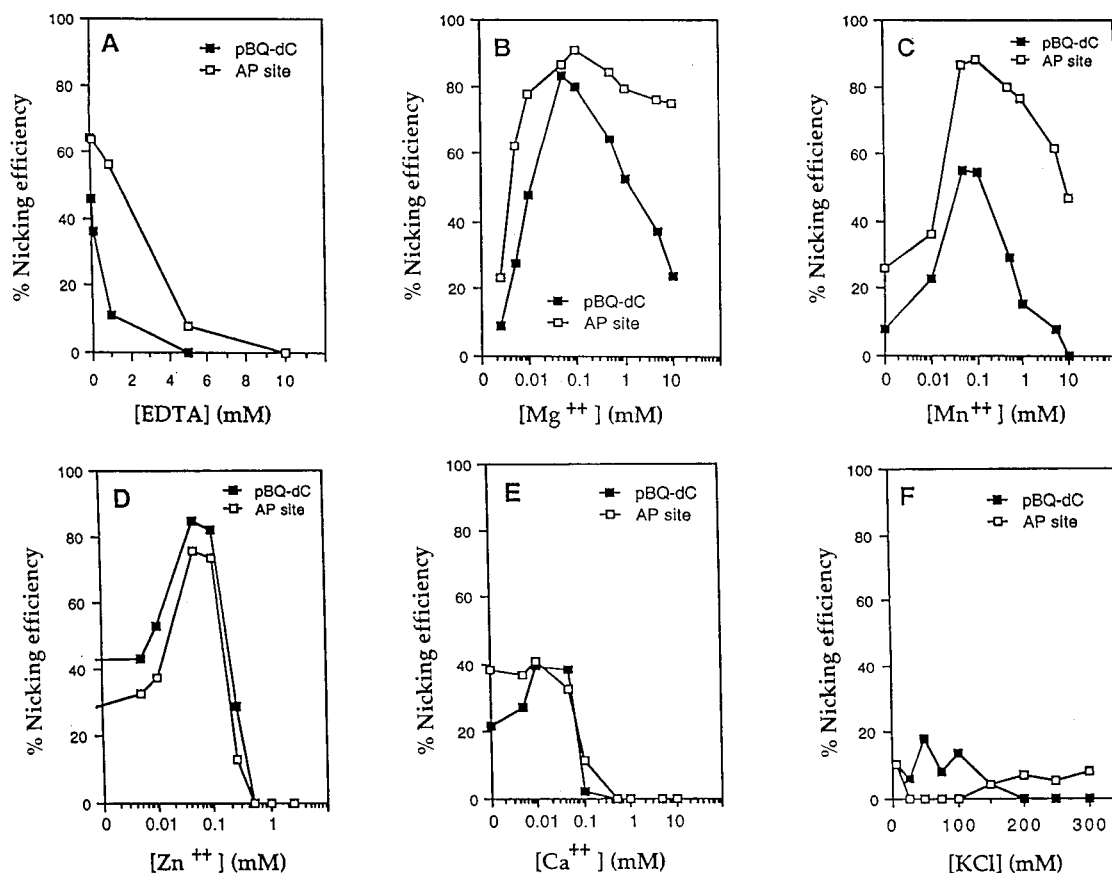 A
pBQ-dC
AP site
% Nicking efficiency
100
80
60
40
20
0
0 2 4 6 8 10
[EDTA] (mM)
B
pBQ-dC
AP site
% Nicking efficiency
100
80
60
40
20
0
0 0.01 0.1 1 10
[Mg ++ ] (mM)
C
pBQ-dC
AP site
% Nicking efficiency
100
80
60
40
20
0
0 0.01 0.1 1 10
[Mn++] (mM)
D
pBQ-dC
AP site
% Nicking efficiency
100
80
60
40
20
0
0.01 0.1 1
[Zn ++] (mM)
E
pBQ-dC
AP site
% Nicking efficiency
100
80
60
40
20
0
0 0.01 0.1 1 10
[Ca++] (mM)
F
pBQ-dC
AP site
% Nicking efficiency
100
80
60
40
20
0
0 100 200 300
[KCl] (mM)